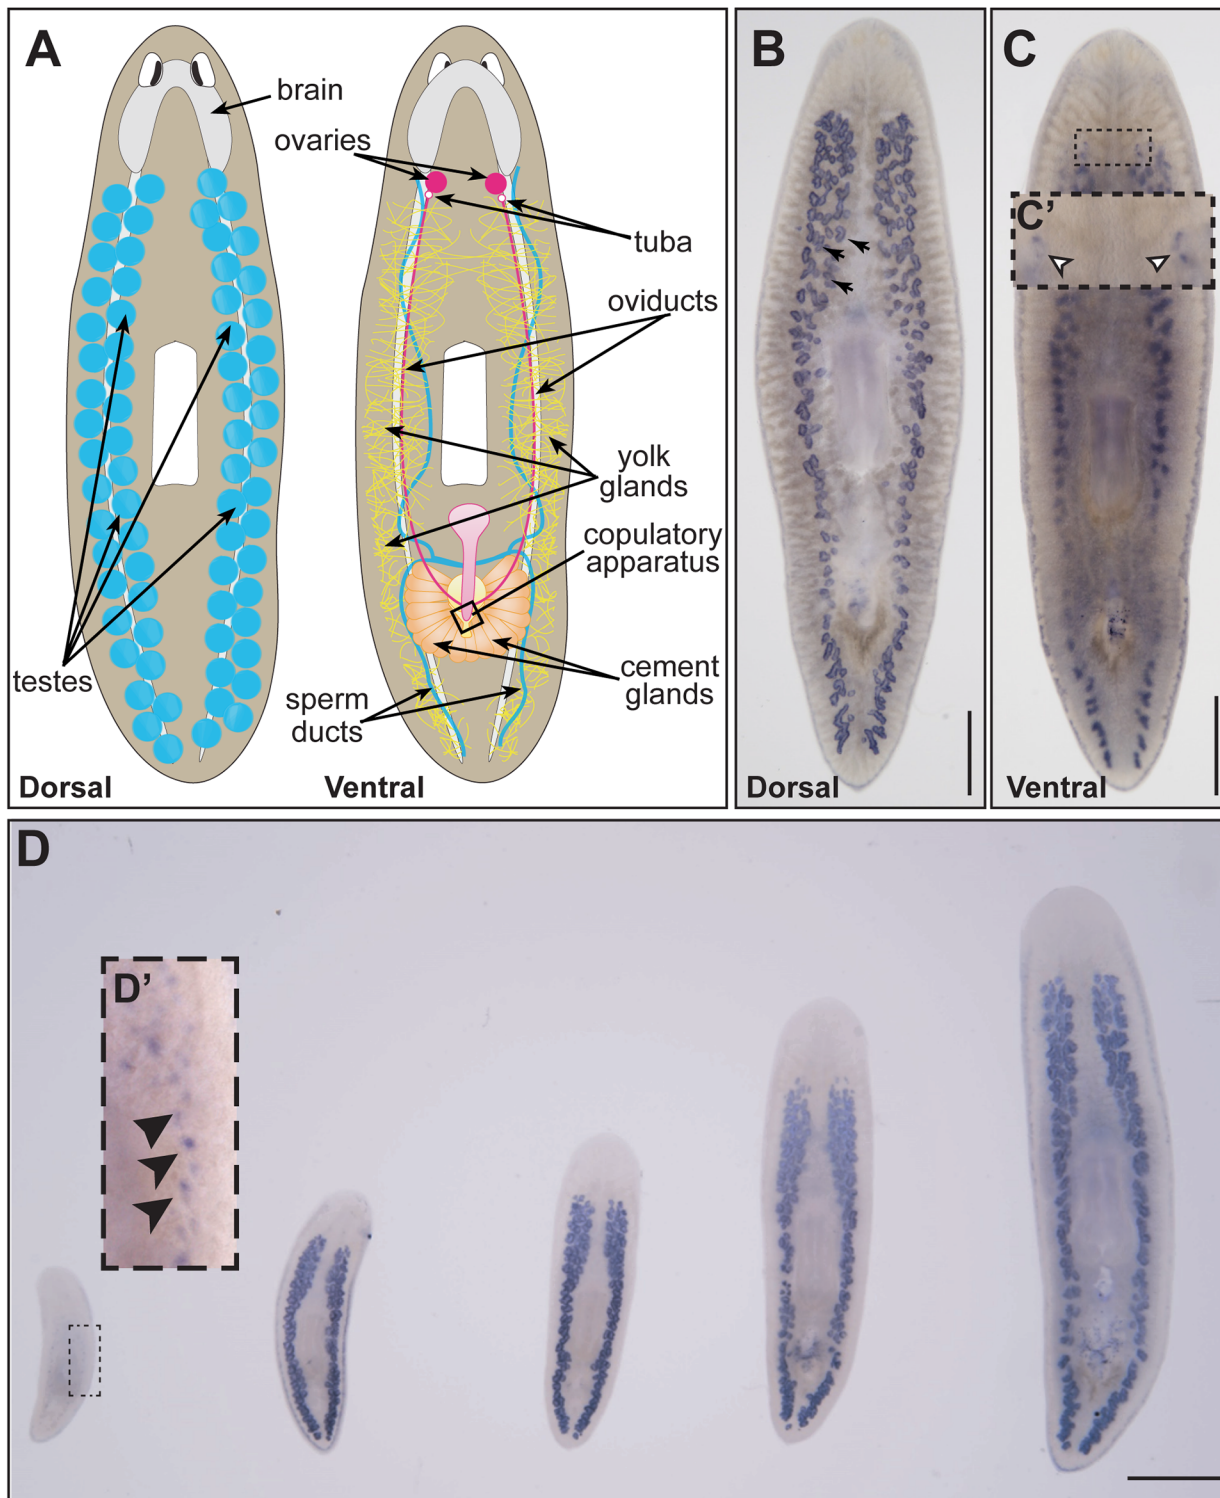 A
brain
ovaries
tuba
oviducts
yolk
glands
copulatory
apparatus
testes
cement
glands
sperm
ducts
Dorsal
Ventral
B
Dorsal
C
C’
Ventral
D
D’